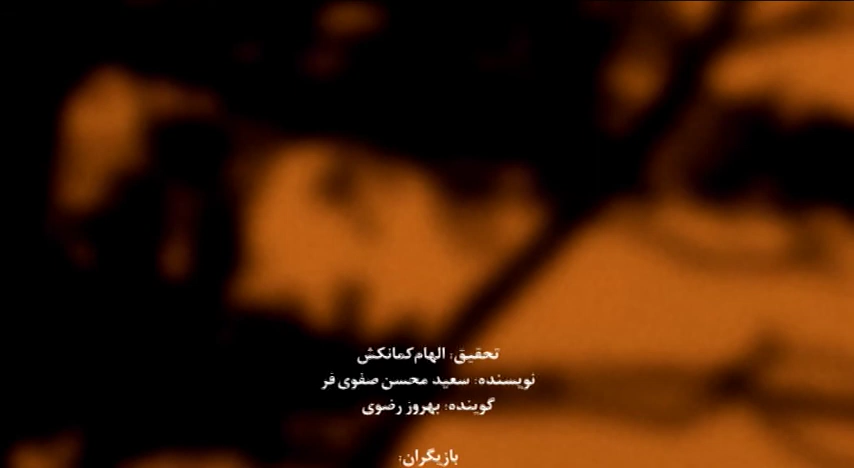 تحقیق: الهام کمانکش
نویسنده: سعید محسن صفوی فر
گوینده: بهروز رضوی
بازیگران: